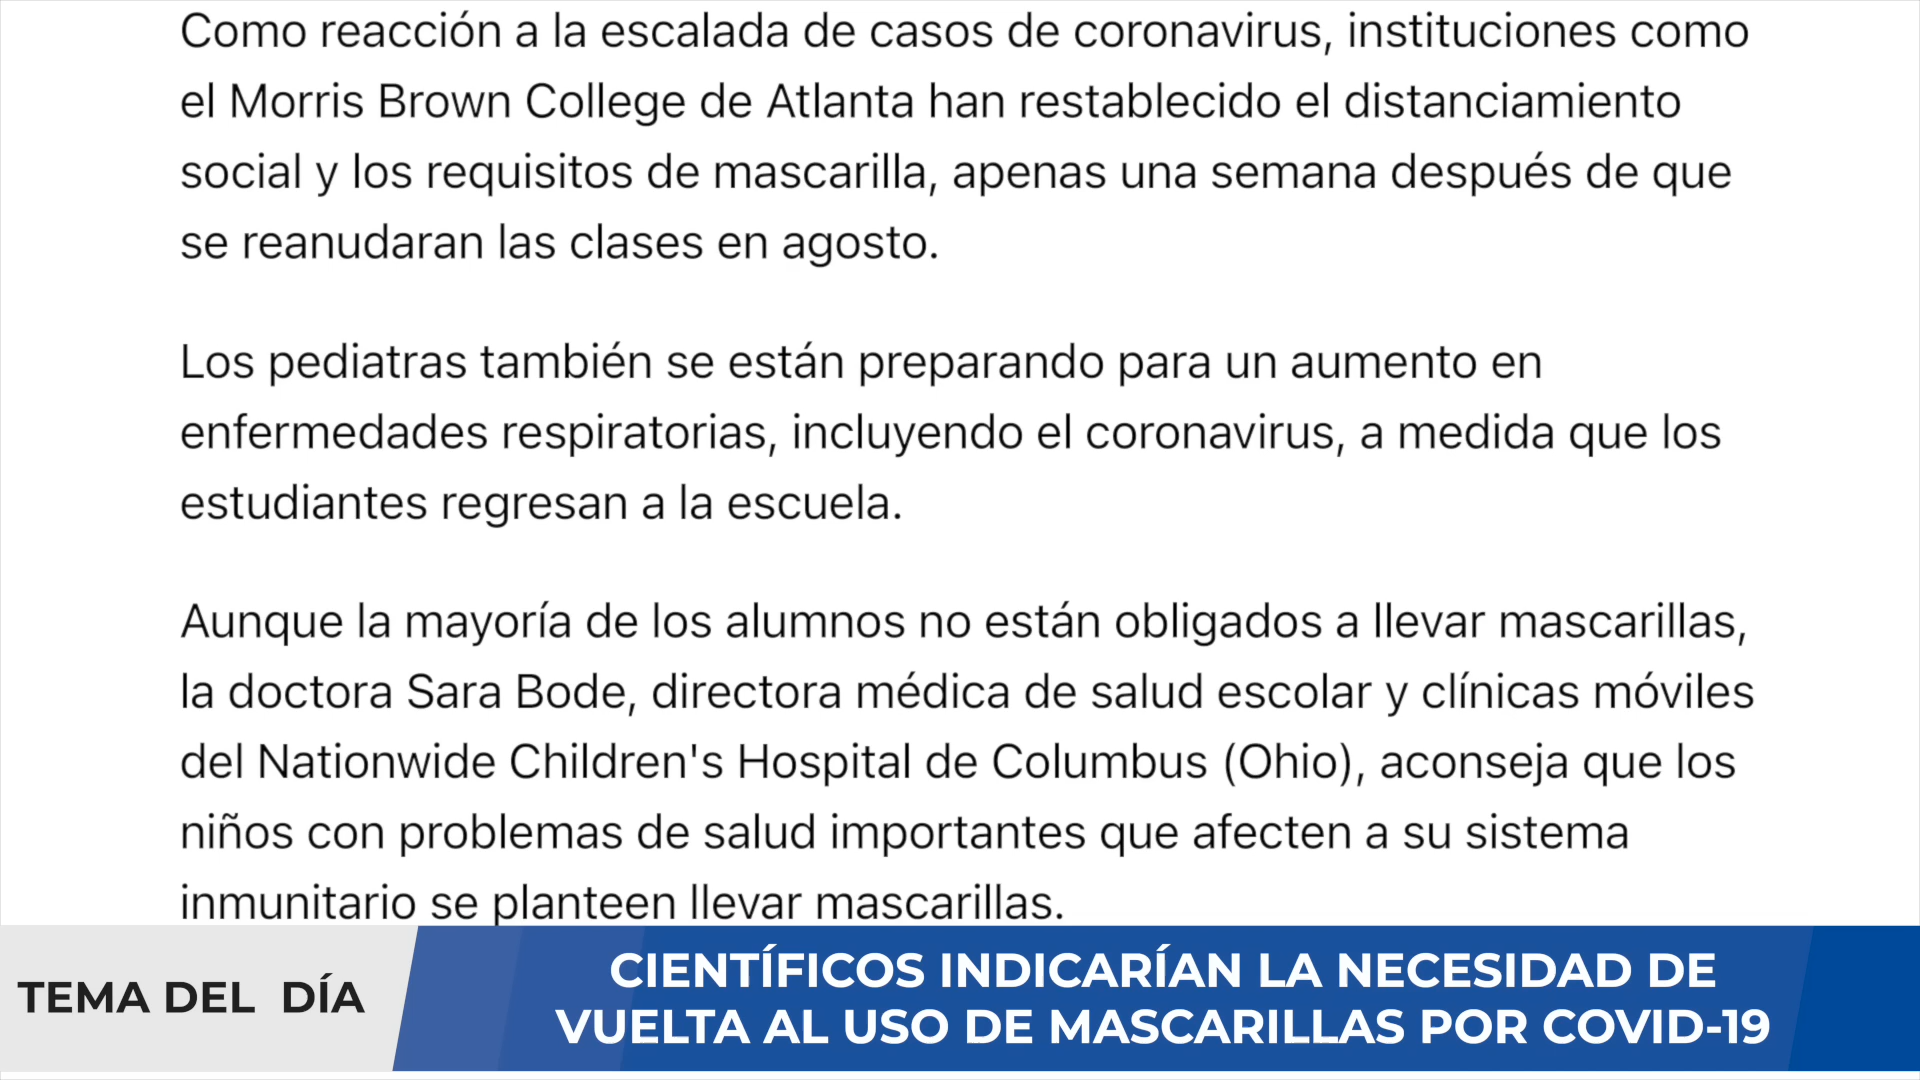 Como reacción a la escalada de casos de coronavirus, instituciones como
el Morris Brown College de Atlanta han restablecido el distanciamiento
social y los requisitos de mascarilla, apenas una semana después de que
se reanudaran las clases en agosto.
Los pediatras también se están preparando para un aumento en
enfermedades respiratorias, incluyendo el coronavirus, a medida que los
estudiantes regresan a la escuela.
Aunque la mayoría de los alumnos no están obligados a llevar mascarillas,
la doctora Sara Bode, directora médica de salud escolar y clínicas móviles
del Nationwide Children's Hospital de Columbus (Ohio), aconseja que los
niños con problemas de salud importantes que afecten a su sistema
inmunitario se planteen llevar mascarillas.
TEMA DEL DÍA
CIENTÍFICOS INDICARÍAN LA NECESIDAD DE
VUELTA AL USO DE MASCARILLAS POR COVID-19